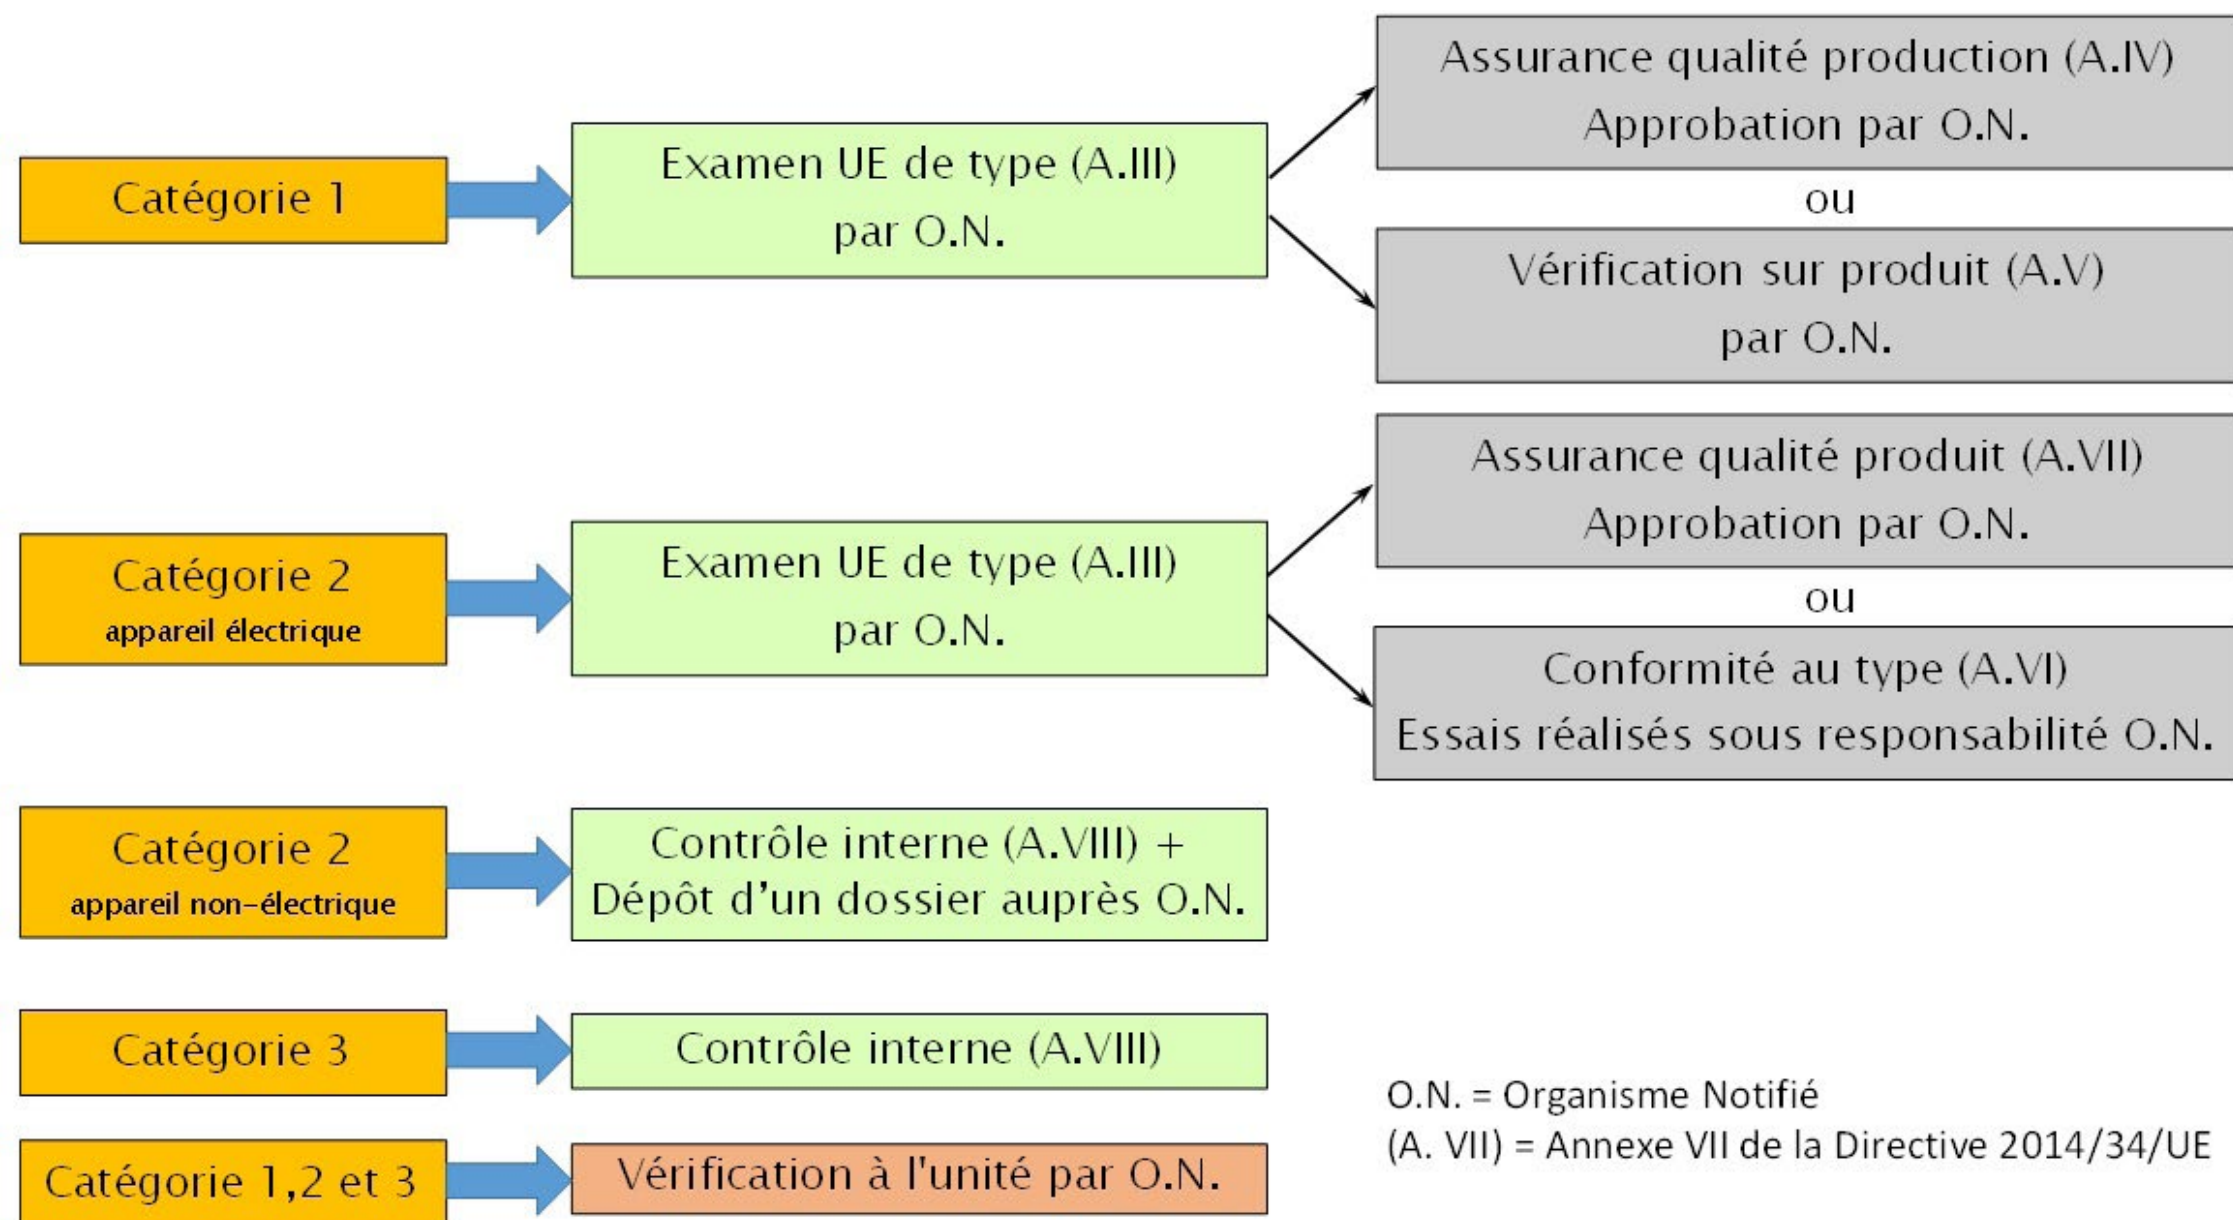 Catégorie 1
Examen UE de type (A.III)
par O.N.
Assurance qualité production (A.IV)
Approbation par O.N.
ou
Vérification sur produit (A.V)
par O.N.
Catégorie 2
appareil électrique
Examen UE de type (A.III)
par O.N.
Assurance qualité produit (A.VII)
Approbation par O.N.
ou
Conformité au type (A.VI)
Essais réalisés sous responsabilité O.N.
Catégorie 2
appareil non-électrique
Contrôle interne (A.VIII) +
Dépôt d'un dossier auprès O.N.
Catégorie 3
Contrôle interne (A.VIII)
Catégorie 1,2 et 3
Vérification à l'unité par O.N.
O.N. = Organisme Notifié
(A. VII) = Annexe VII de la Directive 2014/34/UE